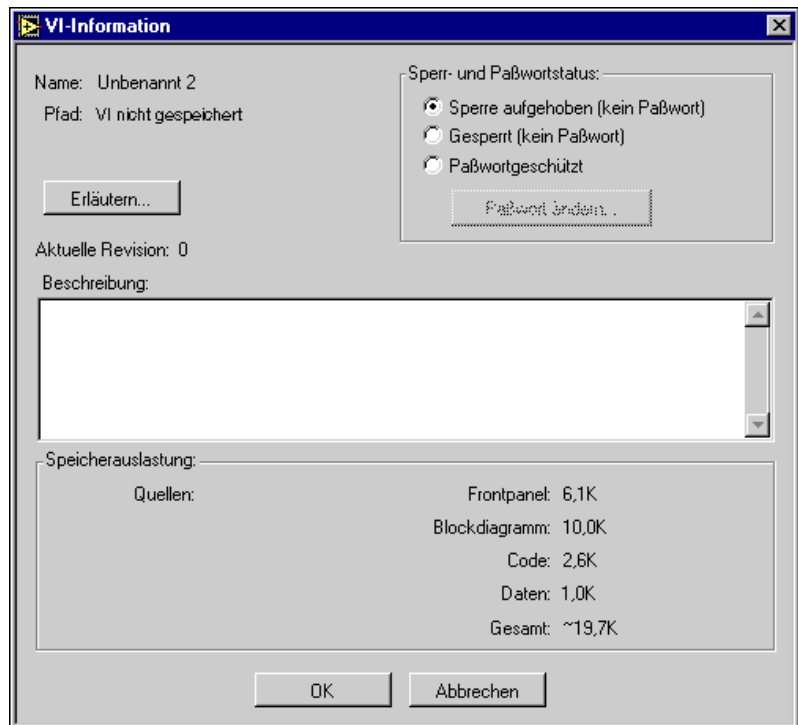 VI-Information
Name: Unbenannt 2
Pfad: VI nicht gespeichert
Erläutern...
Sperr- und Paßwortstatus:
Sperre aufgehoben (kein Paßwort)
Gesperrt (kein Paßwort)
Paßwortgeschützt
Paßwort ändern...
Aktuelle Revision: 0
Beschreibung:
Speicherauslastung:
Quellen:
Frontpanel: 6,1K
Blockdiagramm: 10,0K
Code: 2,6K
Daten: 1,0K
Gesamt: ~19,7K
OK
Abbrechen